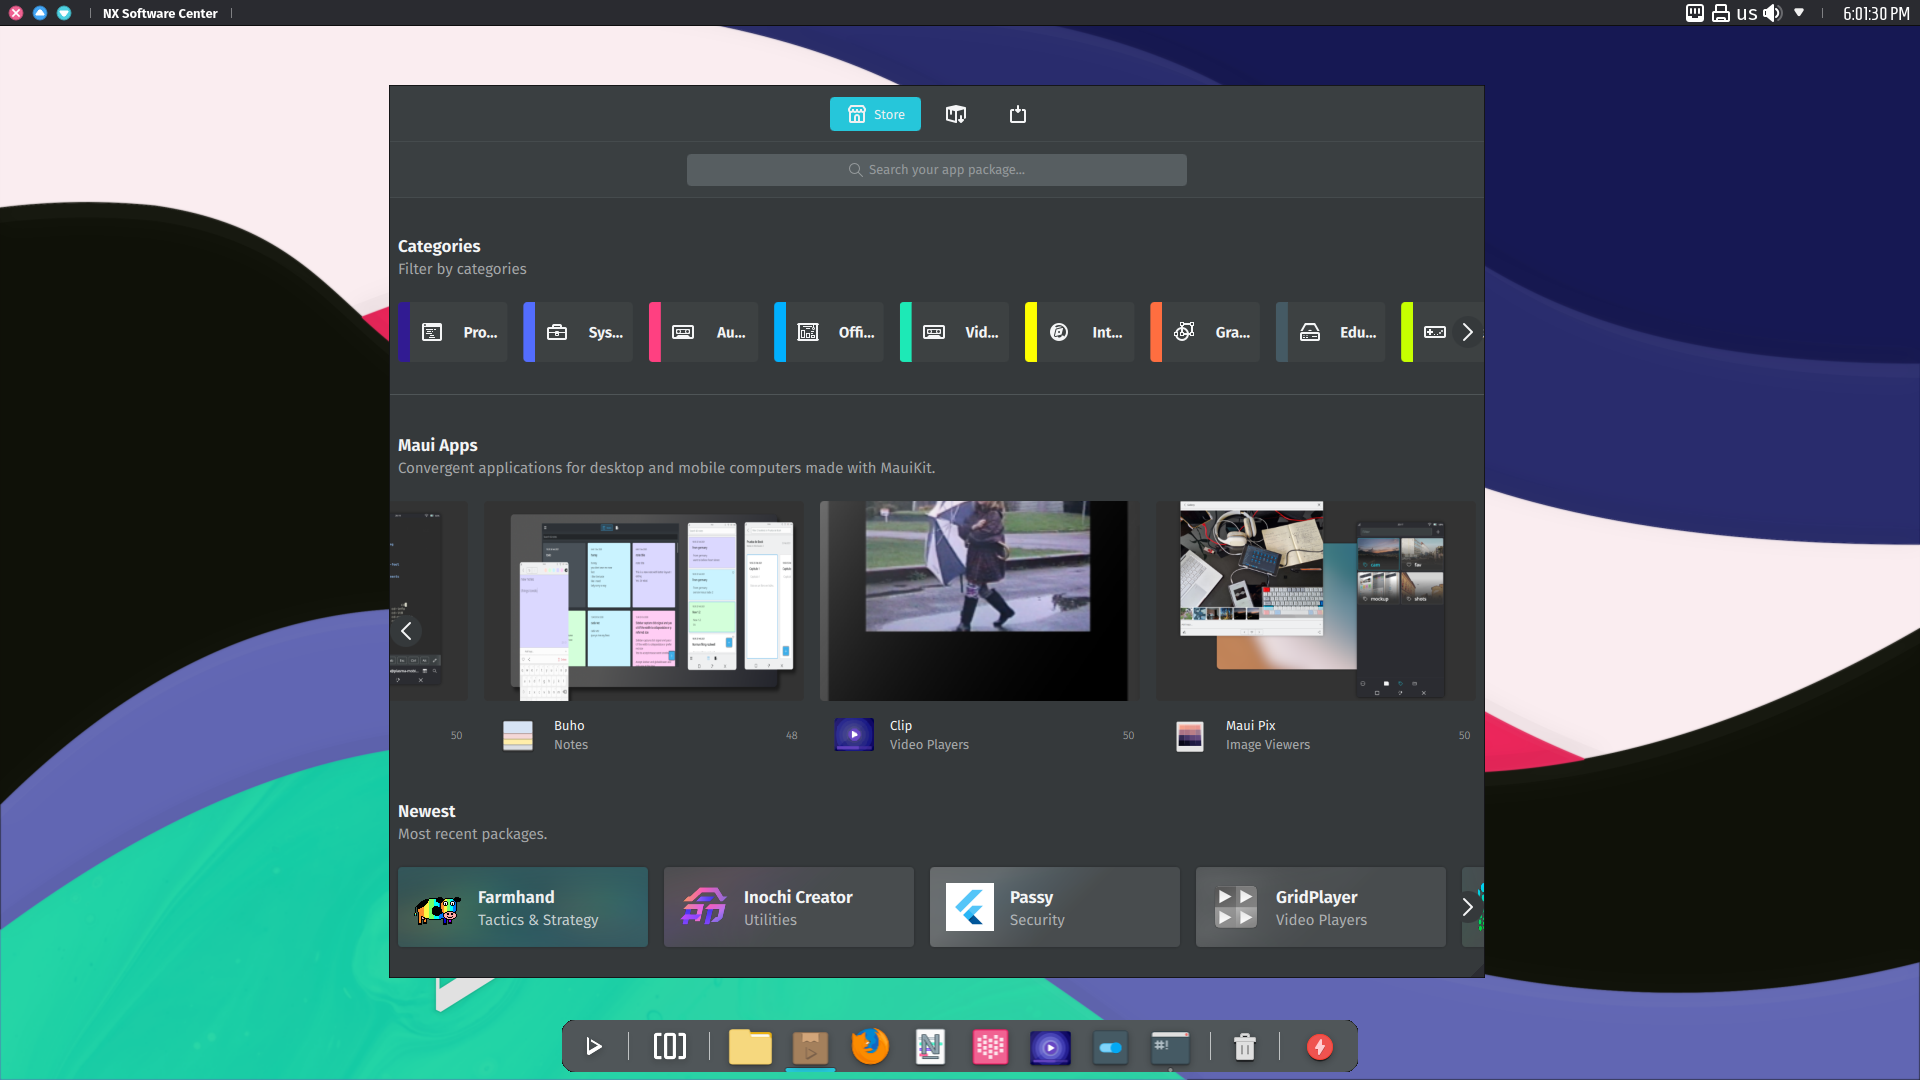 NX Software Center
us
6:01:30 PM
Store
Search your app package...
Categories
Filter by categories
Pro...
Sys...
Au...
Offi...
Vid...
Int...
Gra...
Edu...
Maui Apps
Convergent applications for desktop and mobile computers made with MauiKit.
50
Buho
Notes
48
Clip
Video Players
50
Maui Pix
Image Viewers
50
Newest
Most recent packages.
Farmhand
Tactics & Strategy
Inochi Creator
Utilities
Passy
Security
GridPlayer
Video Players
#!